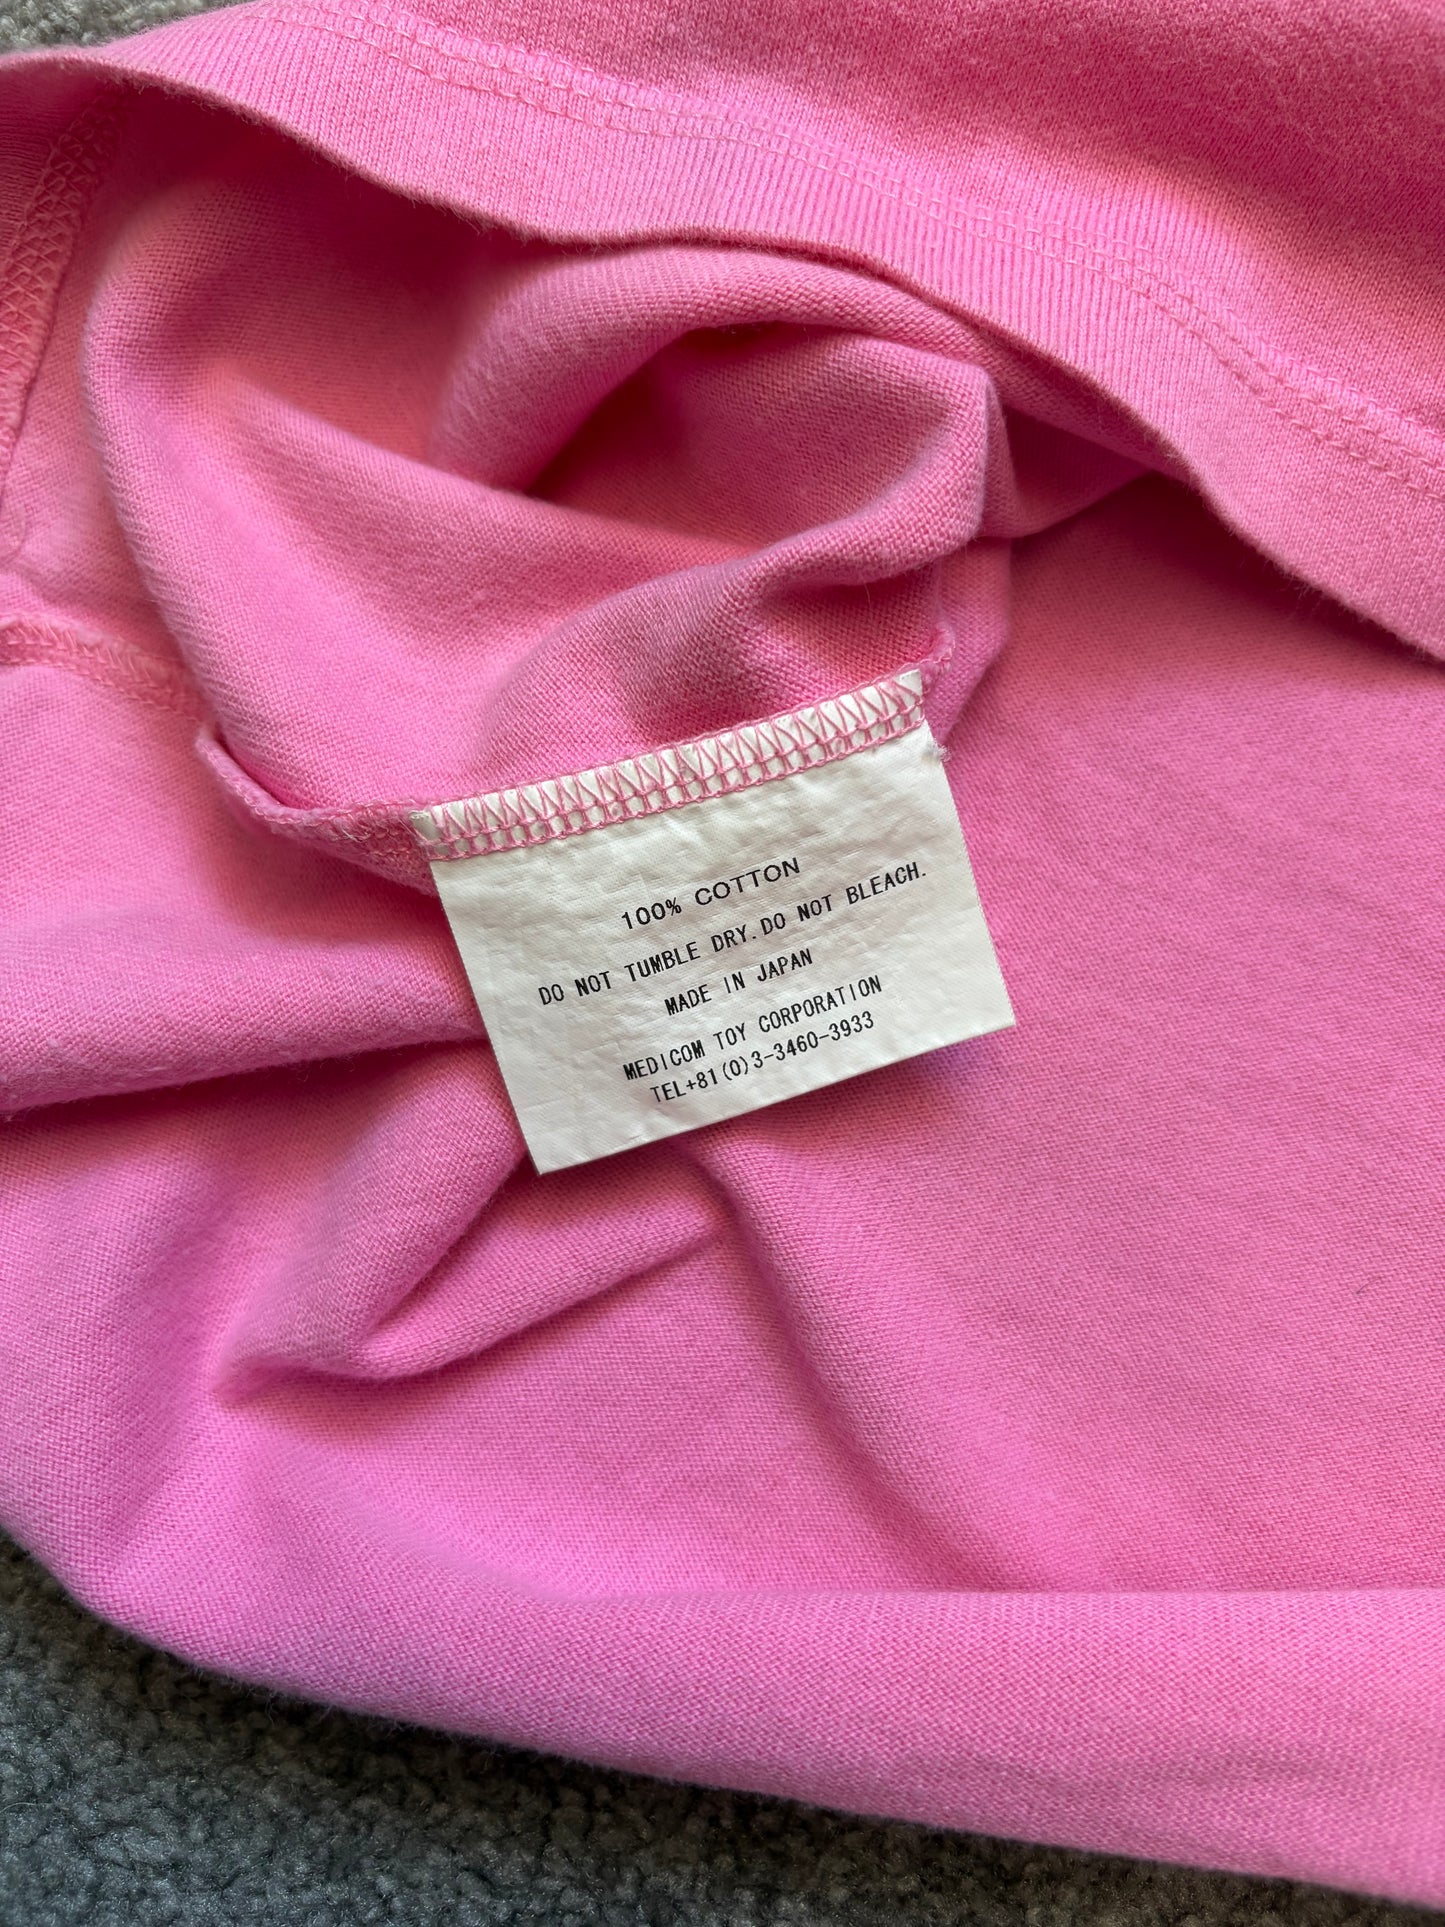 100% COTTON
DO NOT TUMBLE DRY. DO NOT BLEACH.
MADE IN JAPAN
MEDICOM TOY CORPORATION
TEL+81(0)3-3460-3933